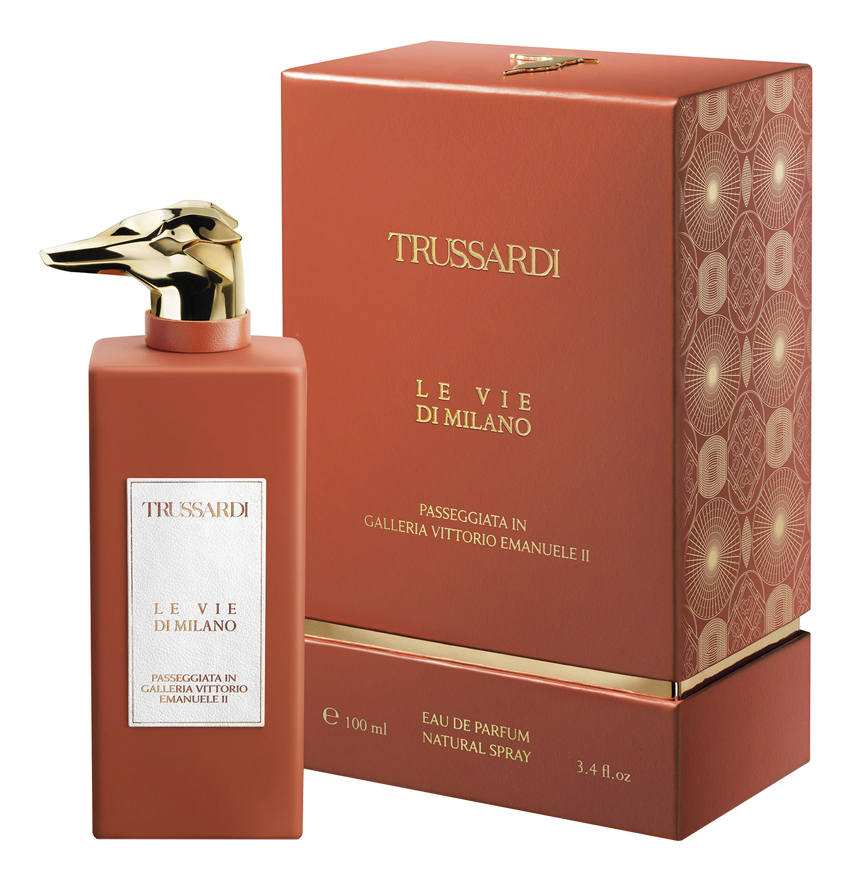 TRUSSARDI
LE VIE
DI MILANO
PASSEGGIATA IN
GALLERIA VITTORIO EMANUELE II
℮ 100 ml
EAU DE PARFUM
NATURAL SPRAY
3.4 fl.oz
TRUSSARDI
LE VIE
DI MILANO
PASSEGGIATA IN
GALLERIA VITTORIO
EMANUELE II